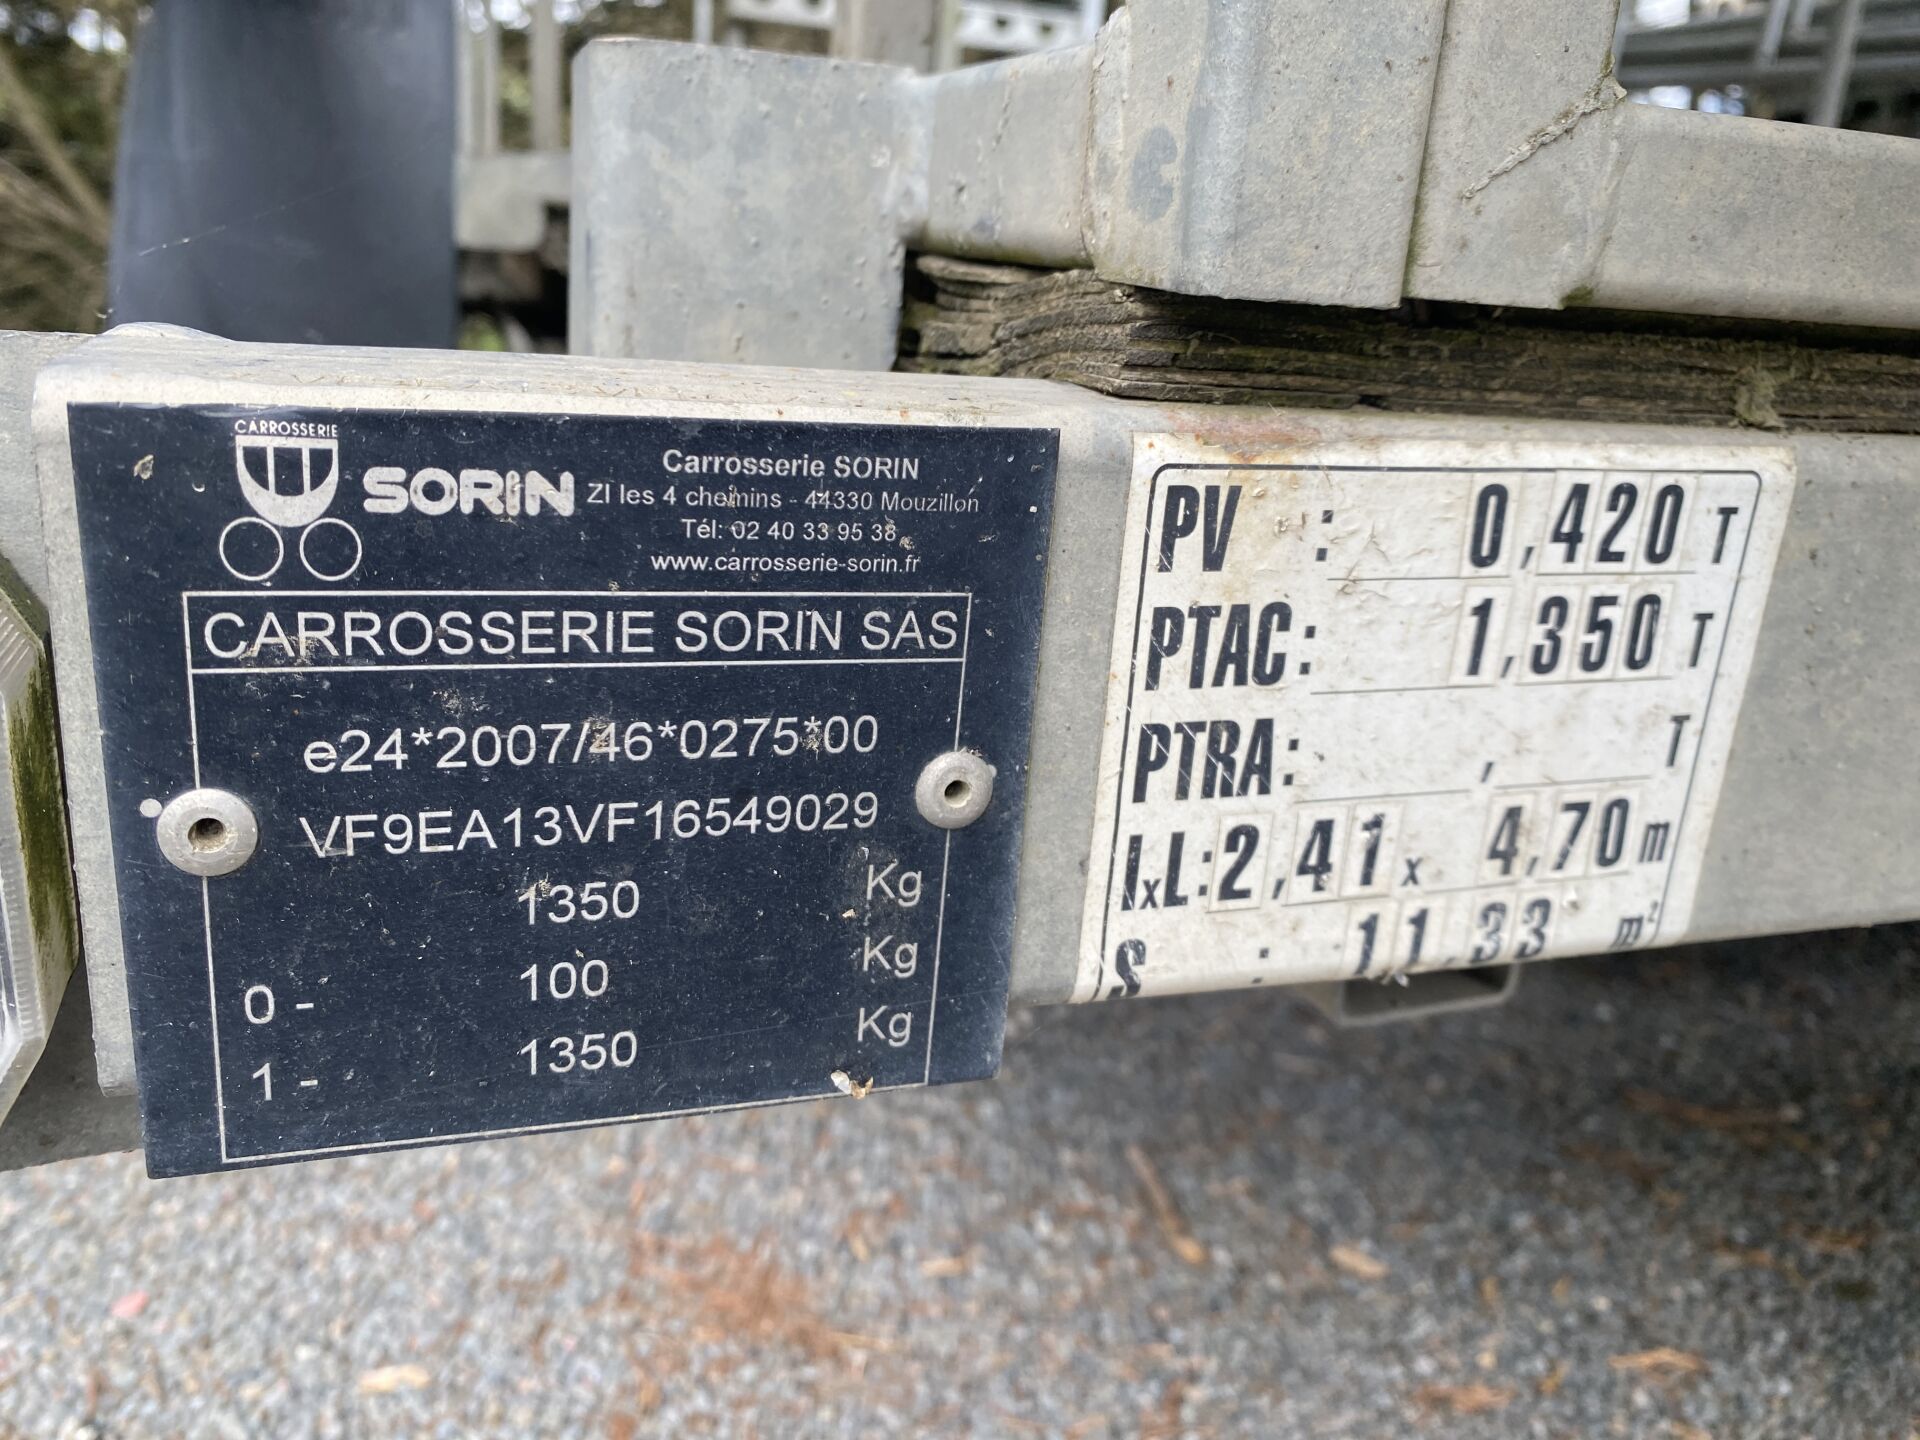 CARROSSERIE
SORIN
Carrosserie SORIN
ZI les 4 chemins - 44330 Mouzillon
Tél: 02 40 33 95 38
www.carrosserie-sorin.fr
CARROSSERIE SORIN SAS
e24*2007/46*0275*00
VF9EA13VF16549029
1350 Kg
0 - 100 Kg
1 - 1350 Kg
PV : 0,420 T
PTAC : 1,350 T
PTRA : , T
lxL : 2,41 x 4,70 m
S : 11,33 m²